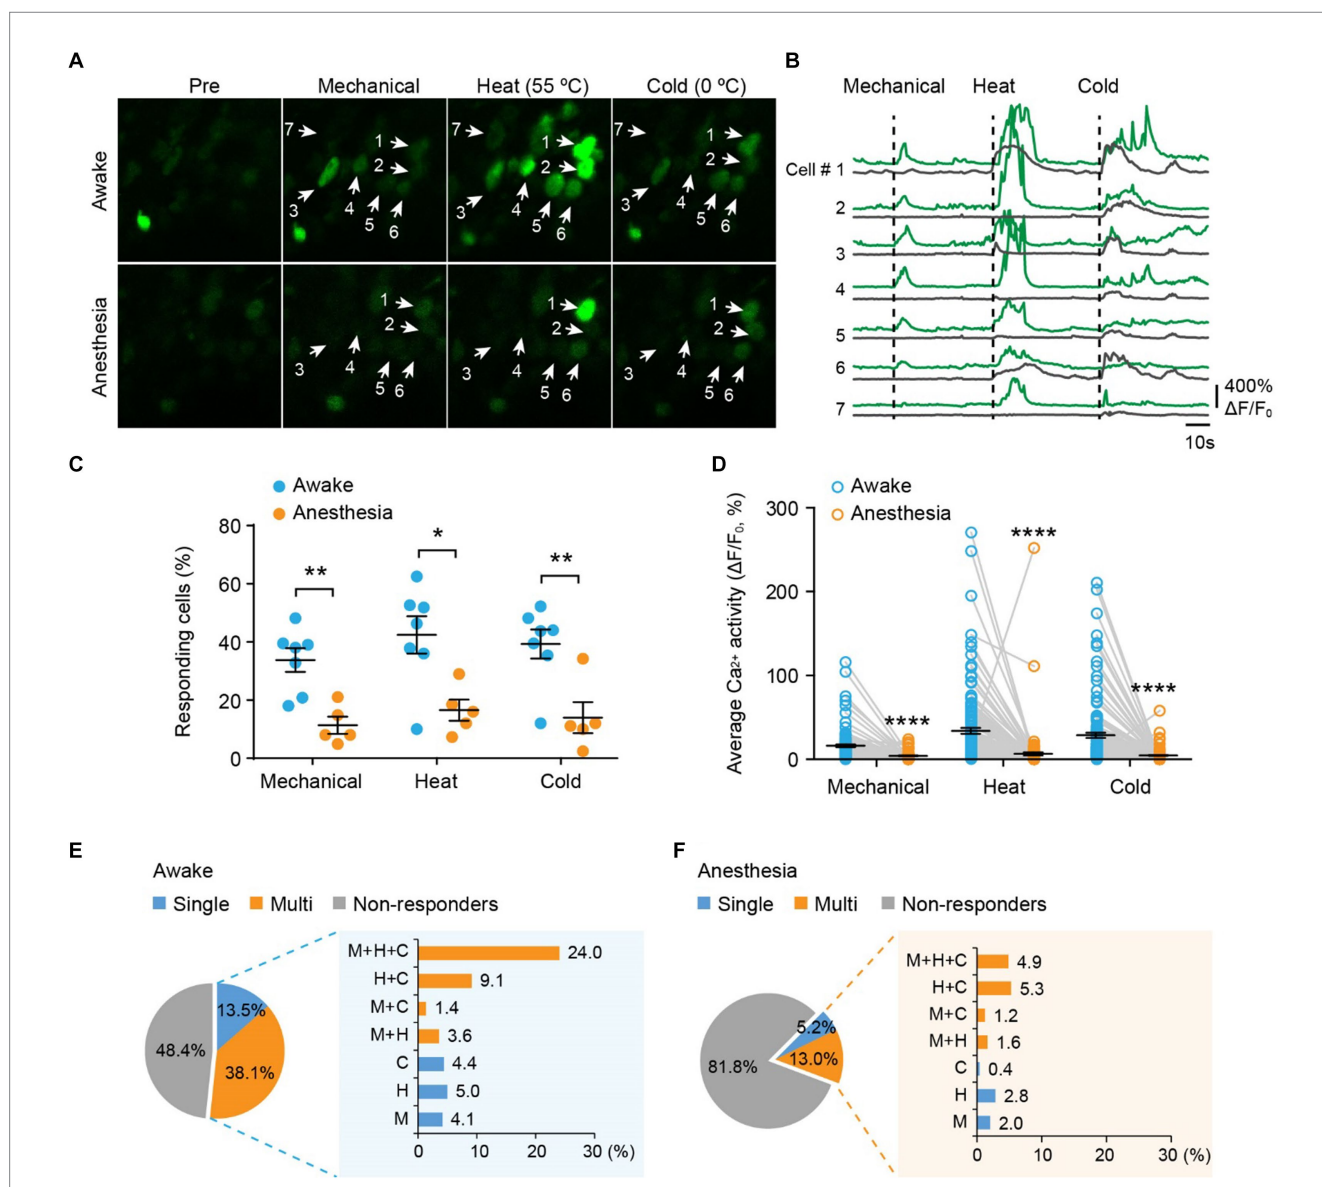 A
Pre
Mechanical
Heat (55 ºC)
Cold (0 ºC)
Awake
7
1
2
3
4
5
6
7
1
2
3
4
5
6
7
1
2
3
4
5
6
Anesthesia
1
2
3
4
5
6
1
2
3
4
5
6
1
2
3
4
5
6
B
Mechanical
Heat
Cold
Cell # 1
2
3
4
5
6
7
400%
ΔF/F₀
10s
C
Awake
Anesthesia
Responding cells (%)
80
60
40
20
0
**
*
**
Mechanical
Heat
Cold
D
Awake
Anesthesia
Average Ca²⁺ activity (ΔF/F₀, %)
300
200
100
0
****
****
****
Mechanical
Heat
Cold
E
Awake
Single
Multi
Non-responders
13.5%
48.4%
38.1%
M+H+C 24.0
H+C 9.1
M+C 1.4
M+H 3.6
C 4.4
H 5.0
M 4.1
0 10 20 30 (%)
F
Anesthesia
Single
Multi
Non-responders
5.2%
13.0%
81.8%
M+H+C 4.9
H+C 5.3
M+C 1.2
M+H 1.6
C 0.4
H 2.8
M 2.0
0 10 20 30 (%)